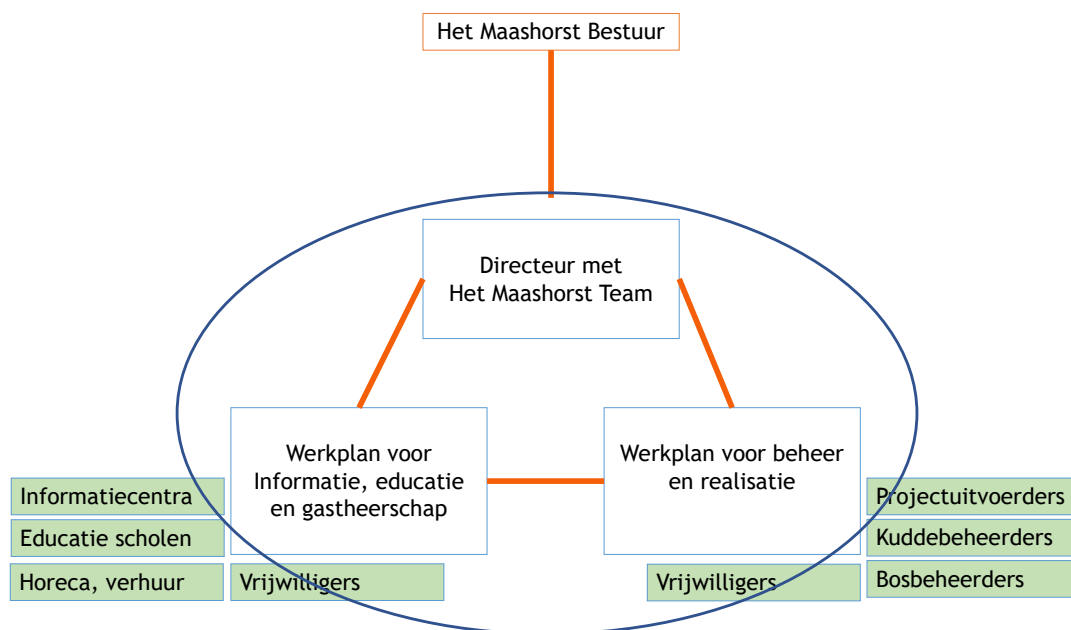 Het Maashorst Bestuur
Directeur met
Het Maashorst Team
Werkplan voor
Informatie, educatie
en gastheerschap
Werkplan voor beheer
en realisatie
Informatiecentra
Educatie scholen
Horeca, verhuur
Vrijwilligers
Vrijwilligers
Projectuitvoerders
Kuddebeheerders
Bosbeheerders